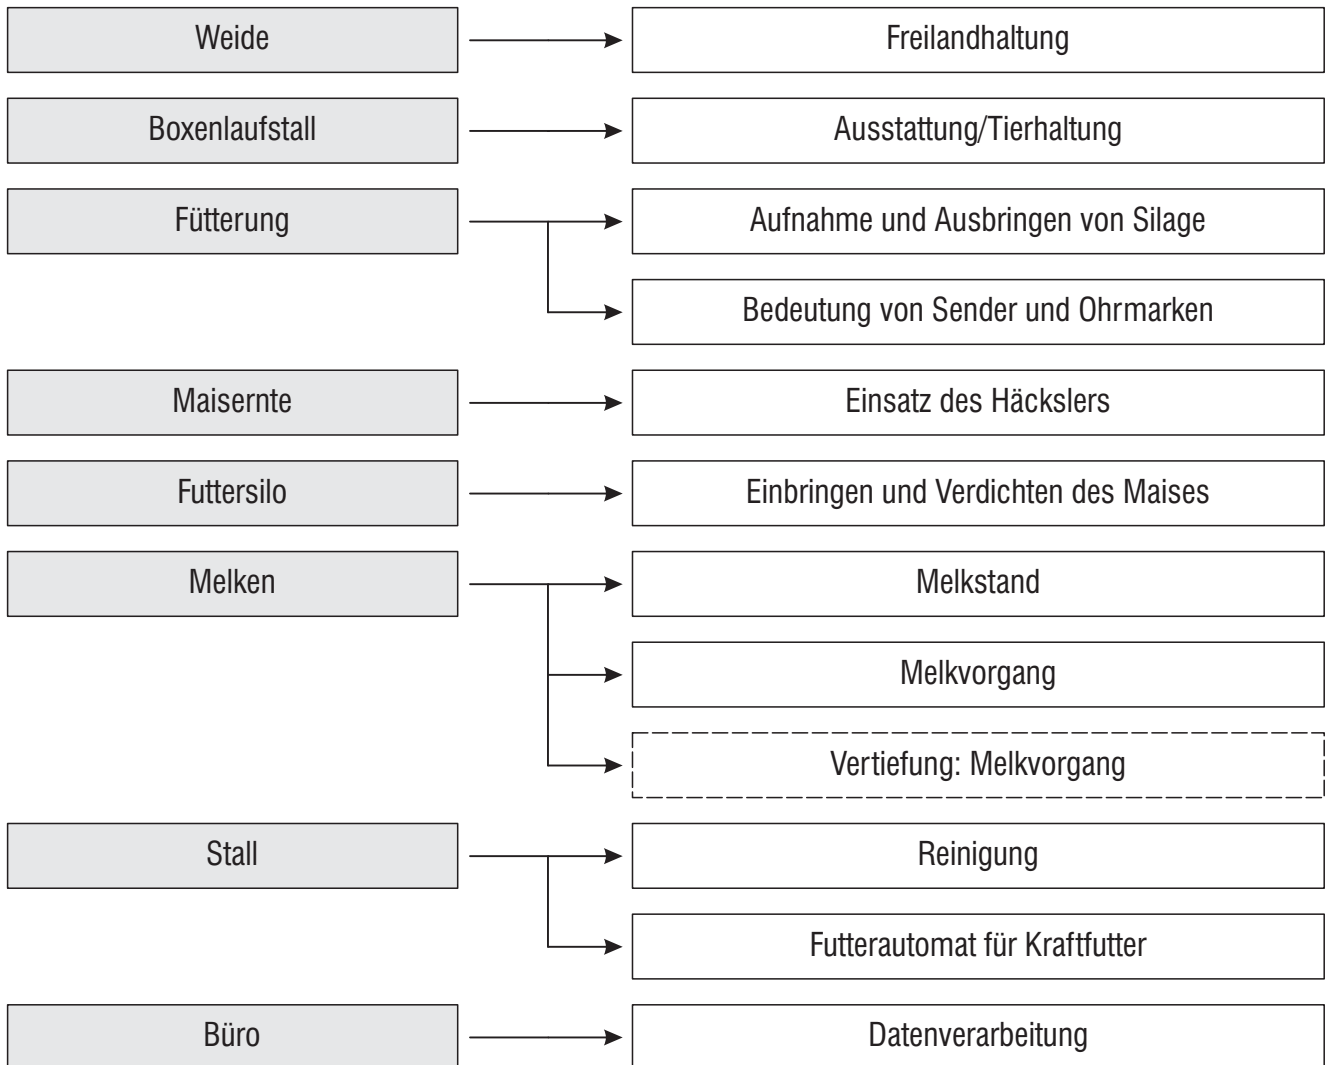 Weide
Freilandhaltung
Boxenlaufstall
Ausstattung/Tierhaltung
Fütterung
Aufnahme und Ausbringen von Silage
Bedeutung von Sender und Ohrmarken
Maisernte
Einsatz des Häckslers
Futtersilo
Einbringen und Verdichten des Maises
Melken
Melkstand
Melkvorgang
Vertiefung: Melkvorgang
Stall
Reinigung
Futterautomat für Kraftfutter
Büro
Datenverarbeitung